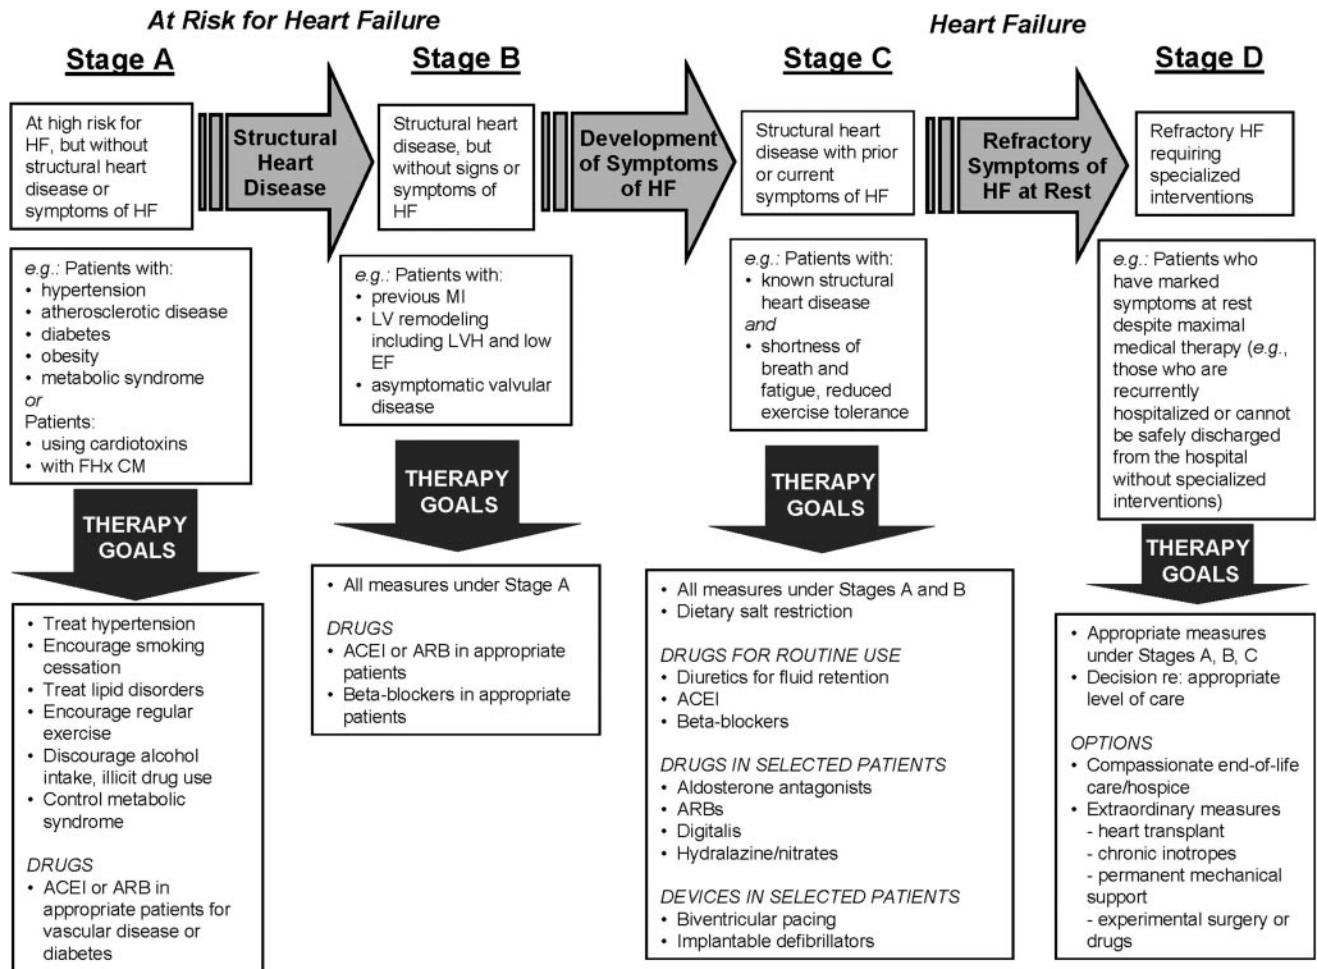 At Risk for Heart Failure
Heart Failure
Stage A
Stage B
Stage C
Stage D
At high risk for
HF, but without
structural heart
disease or
symptoms of HF
Structural
Heart
Disease
Structural heart
disease, but
without signs or
symptoms of
HF
Development
of Symptoms
of HF
Structural heart
disease with prior
or current
symptoms of HF
Refractory
Symptoms of
HF at Rest
Refractory HF
requiring
specialized
interventions
e.g.: Patients with:
• hypertension
• atherosclerotic disease
• diabetes
• obesity
• metabolic syndrome
or
Patients:
• using cardiotoxins
• with FHx CM
e.g.: Patients with:
• previous MI
• LV remodeling
including LVH and low
EF
• asymptomatic valvular
disease
e.g.: Patients with:
• known structural
heart disease
and
• shortness of
breath and
fatigue, reduced
exercise tolerance
e.g.: Patients who
have marked
symptoms at rest
despite maximal
medical therapy (e.g.,
those who are
recurrently
hospitalized or cannot
be safely discharged
from the hospital
without specialized
interventions)
THERAPY
GOALS
THERAPY
GOALS
THERAPY
GOALS
THERAPY
GOALS
• Treat hypertension
• Encourage smoking
cessation
• Treat lipid disorders
• Encourage regular
exercise
• Discourage alcohol
intake, illicit drug use
• Control metabolic
syndrome
DRUGS
• ACEI or ARB in
appropriate patients for
vascular disease or
diabetes
• All measures under Stage A
DRUGS
• ACEI or ARB in appropriate
patients
• Beta-blockers in appropriate
patients
• All measures under Stages A and B
• Dietary salt restriction
DRUGS FOR ROUTINE USE
• Diuretics for fluid retention
• ACEI
• Beta-blockers
DRUGS IN SELECTED PATIENTS
• Aldosterone antagonists
• ARBs
• Digitalis
• Hydralazine/nitrates
DEVICES IN SELECTED PATIENTS
• Biventricular pacing
• Implantable defibrillators
• Appropriate measures
under Stages A, B, C
• Decision re: appropriate
level of care
OPTIONS
• Compassionate end-of-life
care/hospice
• Extraordinary measures
- heart transplant
- chronic inotropes
- permanent mechanical
support
- experimental surgery or
drugs